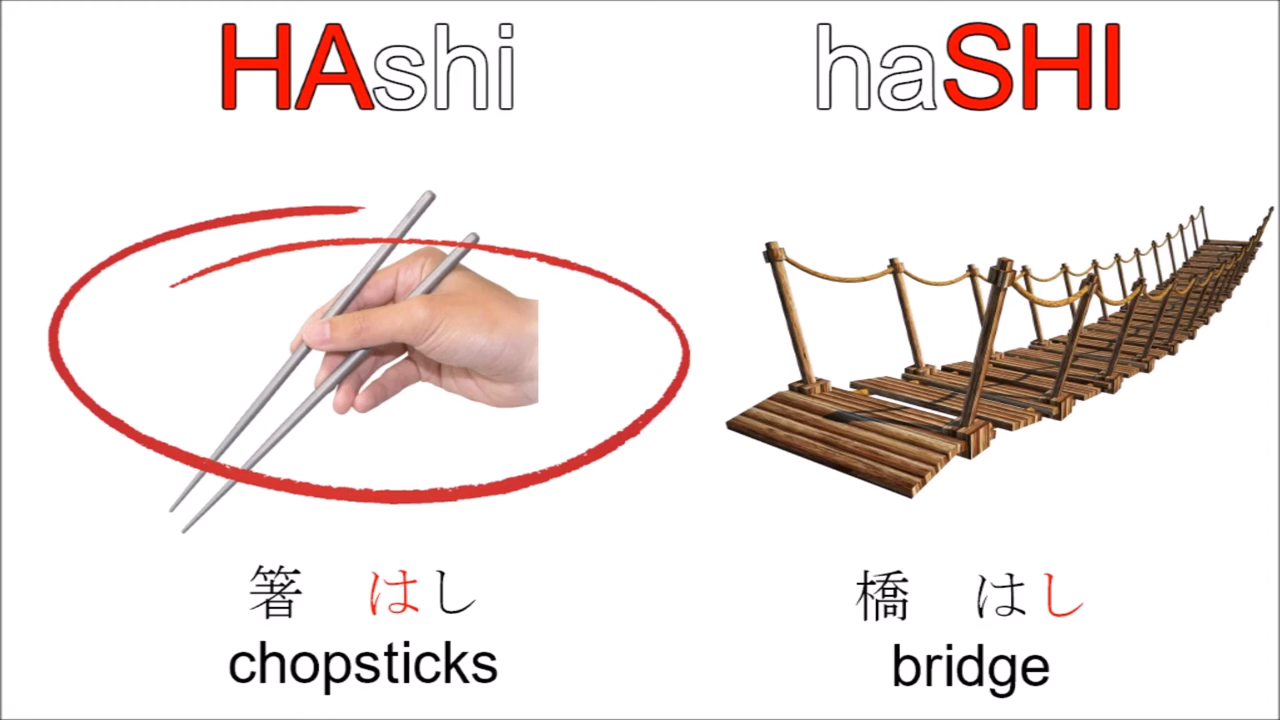 HAshi
haSHI
箸 はし
chopsticks
橋 はし
bridge